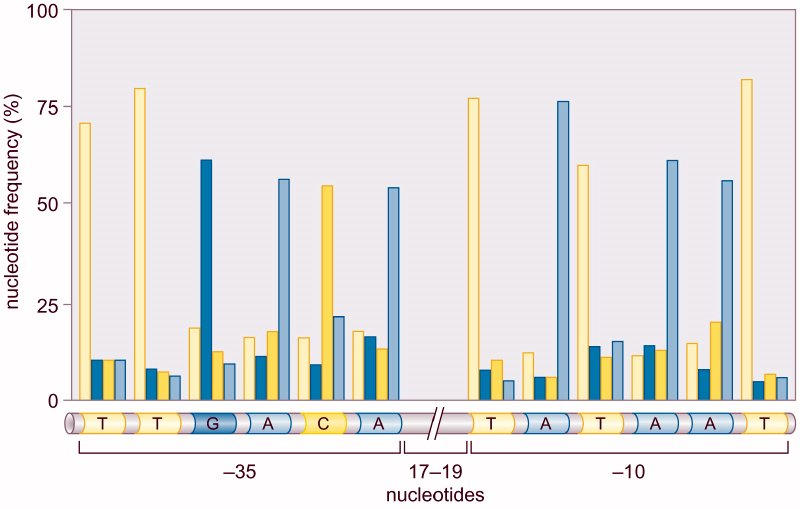 nucleotide frequency (%)
100
75
50
25
0
T T G A C A T A T A A T
–35 17–19 –10
nucleotides